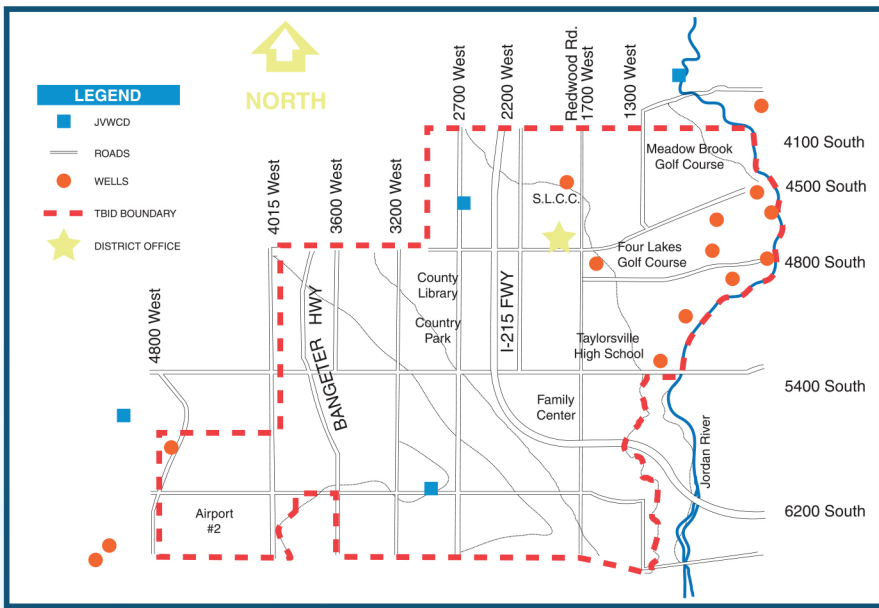 NORTH
LEGEND
JVWCD
ROADS
WELLS
TBID BOUNDARY
DISTRICT OFFICE
4800 West
4015 West
3600 West
3200 West
2700 West
2200 West
Redwood Rd.
1700 West
1300 West
4100 South
4500 South
4800 South
5400 South
6200 South
Meadow Brook
Golf Course
S.L.C.C.
Four Lakes
Golf Course
County
Library
Country
Park
I-215 FWY
BANGETER HWY
Taylorsville
High School
Family
Center
Jordan River
Airport
#2